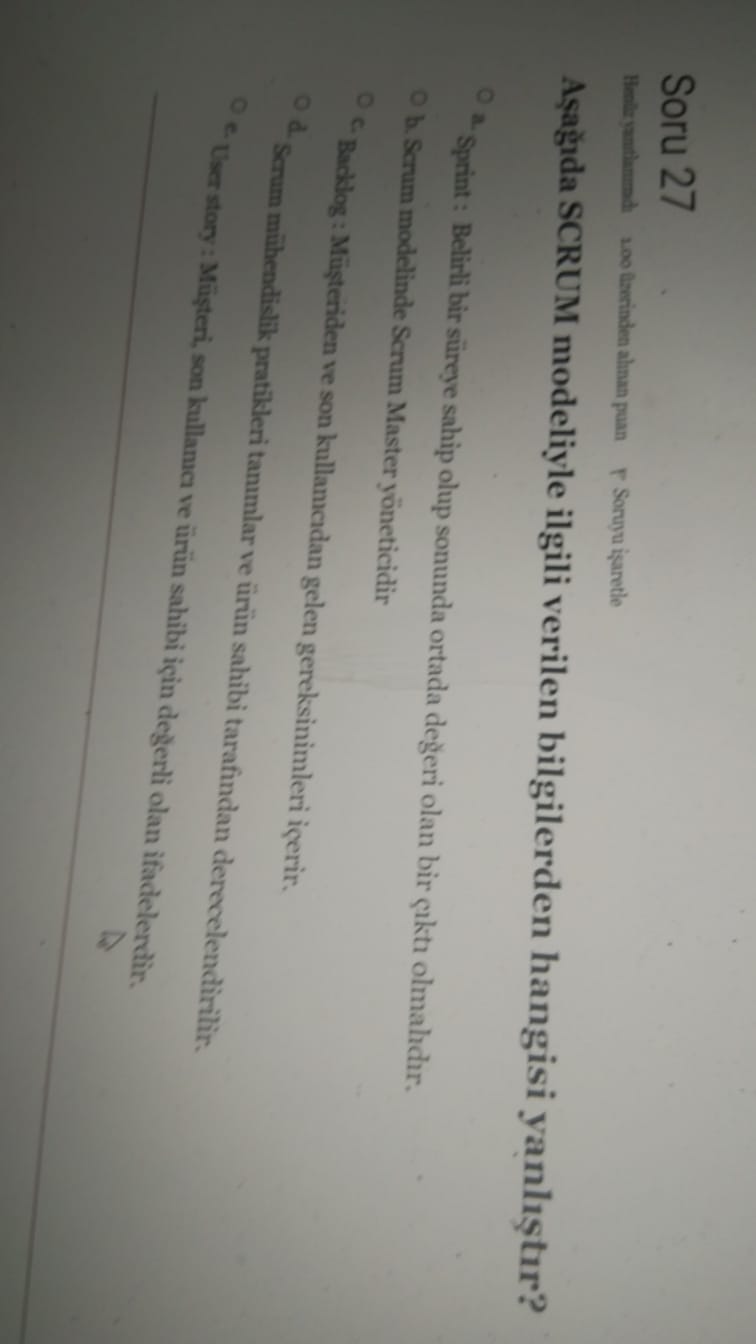 Soru 27
Henüz yanıtlanmadı 1.00 üzerinden alınan puan Soruyu işaretle
Aşağıda SCRUM modeliyle ilgili verilen bilgilerden hangisi yanlıştır?
a. Sprint : Belirli bir süreye sahip olup sonunda ortada değeri olan bir çıktı olmalıdır.
b. Scrum modelinde Scrum Master yöneticidir
c. Backlog : Müşteriden ve son kullanıcıdan gelen gereksinimleri içerir.
d. Scrum mühendislik pratikleri tanımlar ve ürün sahibi tarafından derecelendirilir.
e. User story : Müşteri, son kullanıcı ve ürün sahibi için değerli olan ifadelerdir.